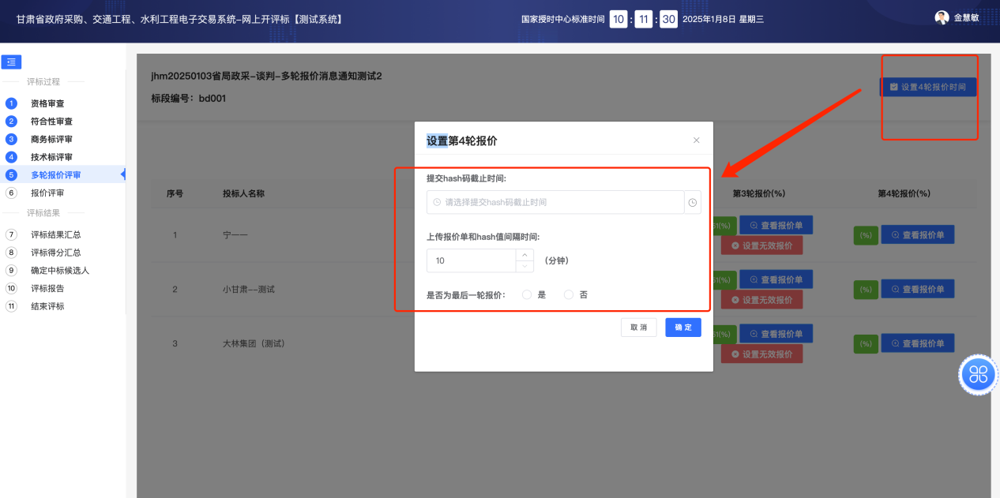 甘肃省政府采购、交通工程、水利工程电子交易系统-网上开评标【测试系统】
国家授时中心标准时间 10 : 11 : 30 2025年1月8日 星期三
金慧敏
评标过程
1 资格审查
2 符合性审查
3 商务标评审
4 技术标评审
5 多轮报价评审
6 报价评审
评标结果
7 评标结果汇总
8 评标得分汇总
9 确定中标候选人
10 评标报告
11 结束评标
jhm20250103省局政采-谈判-多轮报价消息通知测试2
标段编号: bd001
设置4轮报价时间
序号 投标人名称 第3轮报价(%) 第4轮报价(%)
1 宁一一 (%) 查看报价单 (%) 查看报价单
设置无效报价
2 小甘肃--测试 (%) 查看报价单 (%) 查看报价单
设置无效报价
3 大林集团（测试） (%) 查看报价单 (%) 查看报价单
设置无效报价
设置第4轮报价
提交hash码截止时间:
请选择提交hash码截止时间
上传报价单和hash值间隔时间:
10 (分钟)
是否为最后一轮报价: 是 否
取 消 确 定